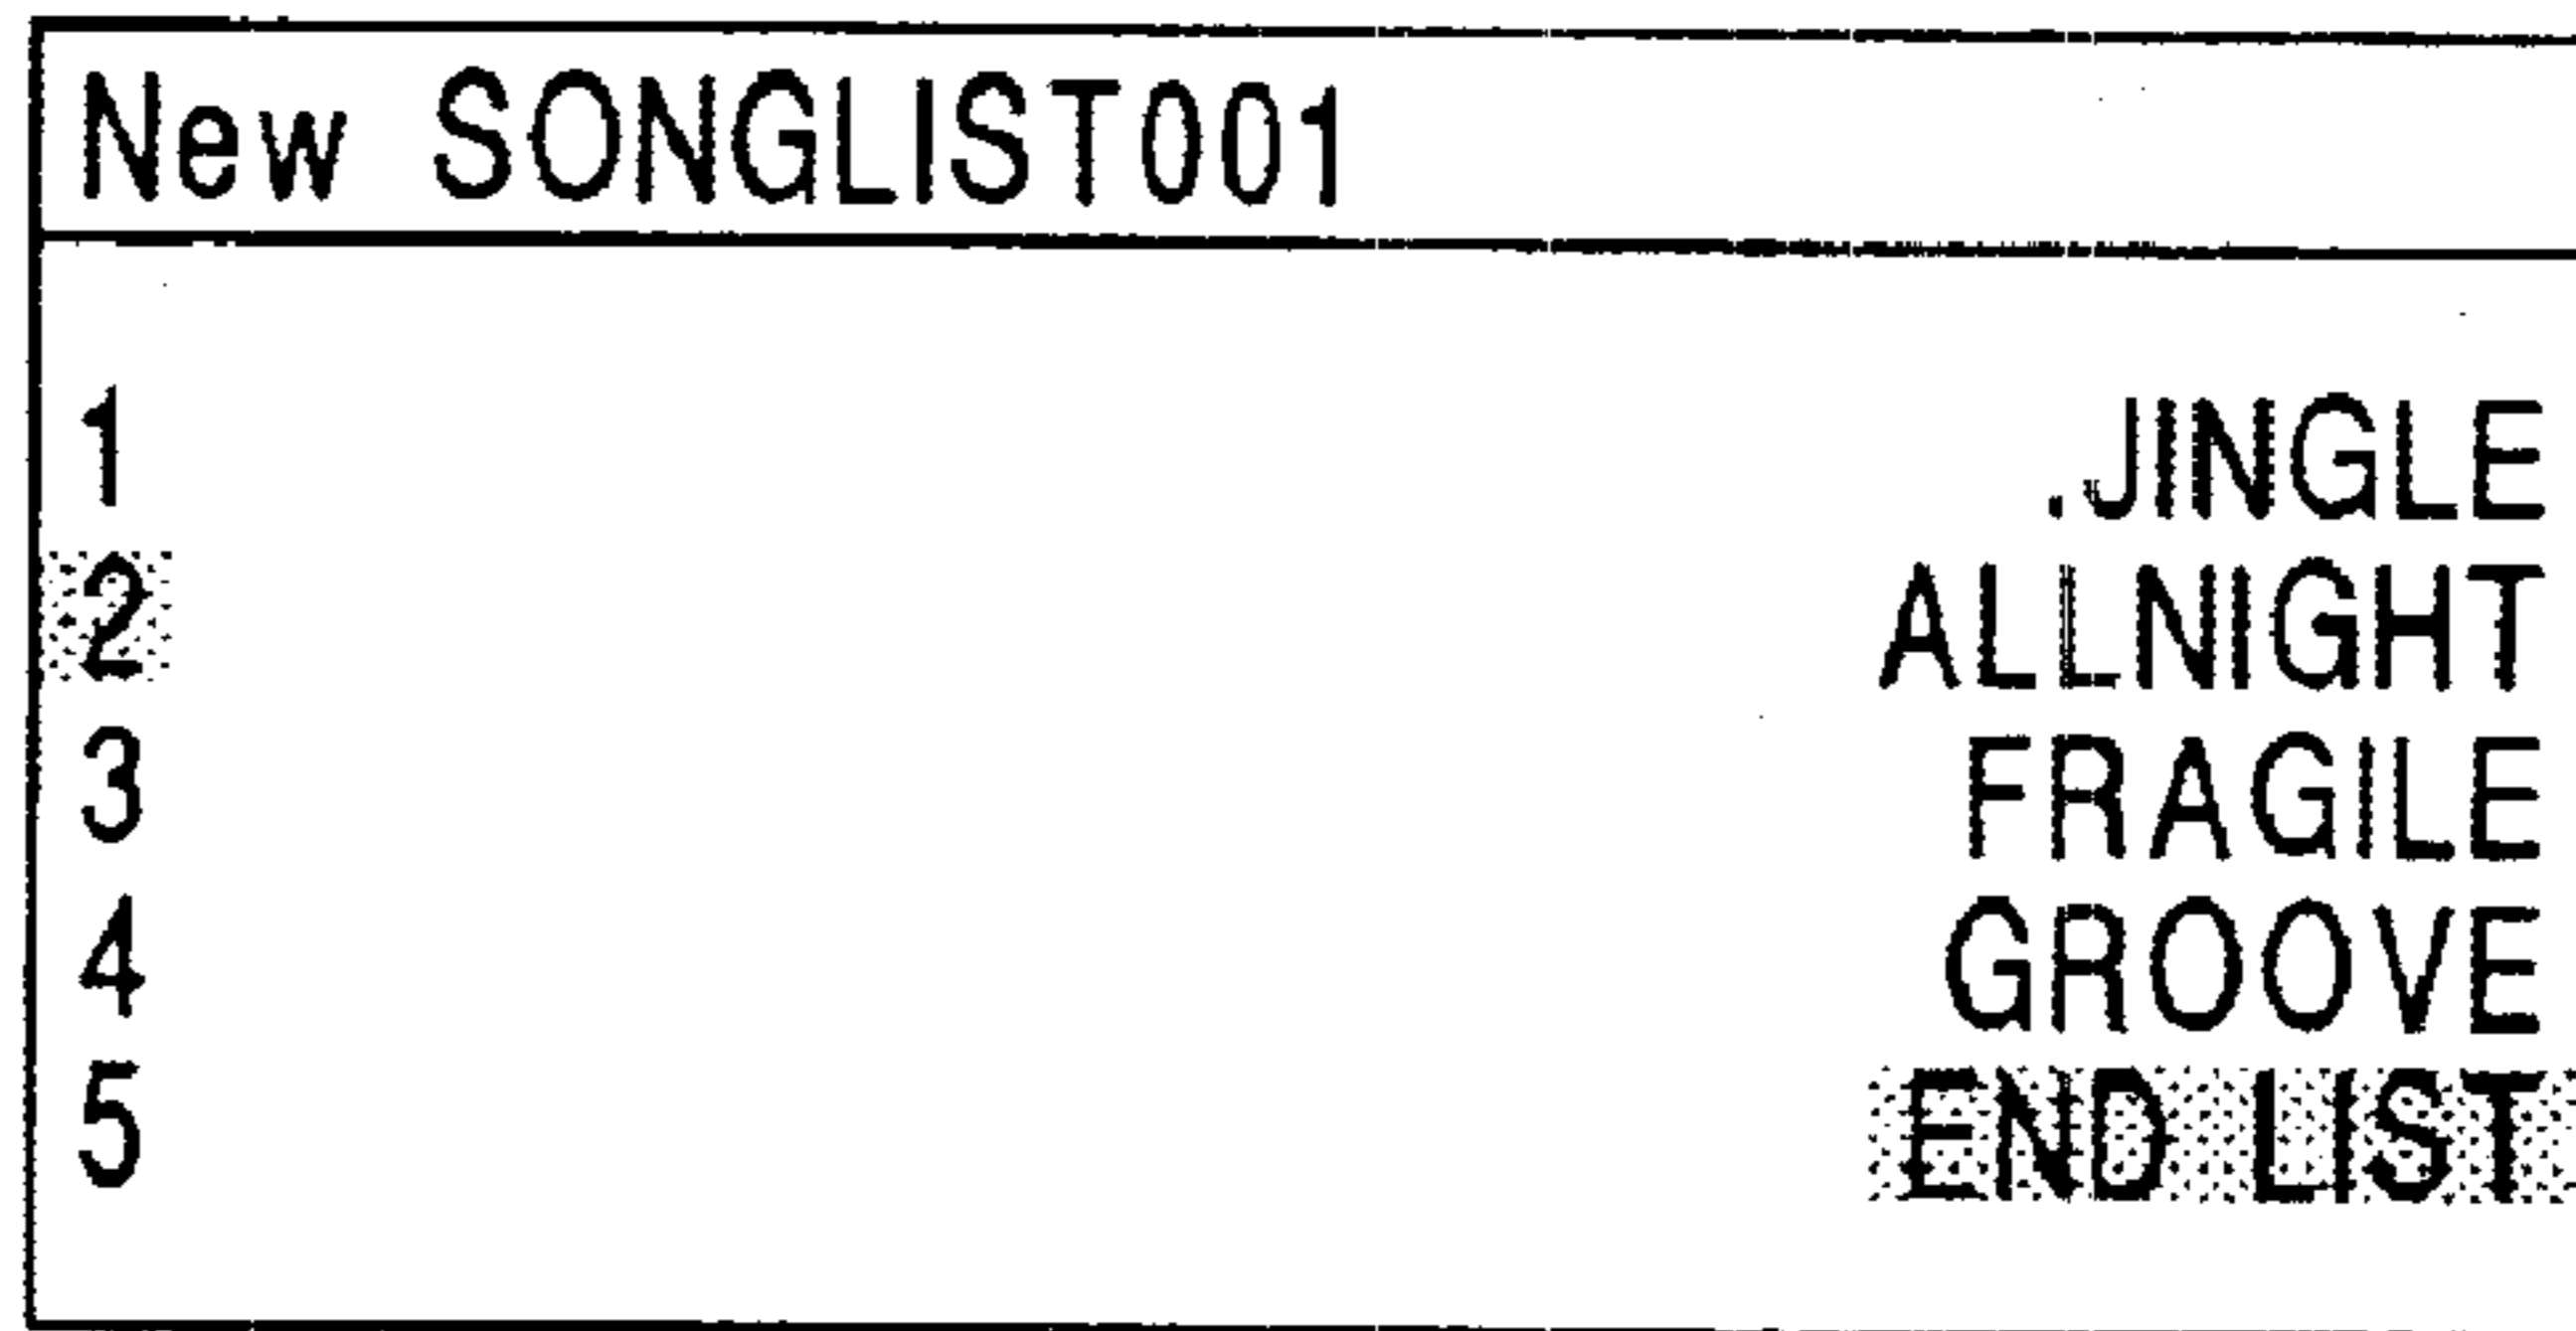 New SONGLIST001
1 .JINGLE
2 ALLNIGHT
3 FRAGILE
4 GROOVE
5 END LIST